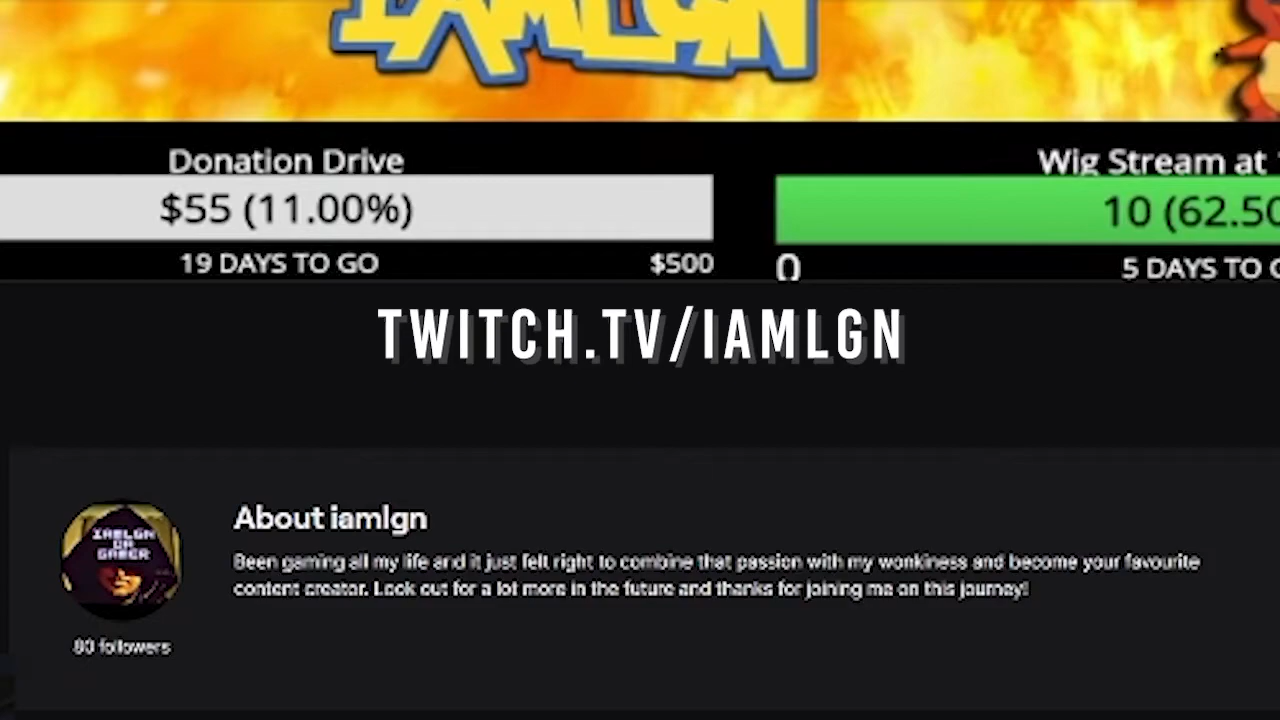 IAMLGN
Donation Drive
Wig Stream at
$55 (11.00%)
10 (62.50
19 DAYS TO GO
$500
0
5 DAYS TO G
TWITCH.TV/IAMLGN
IAMLGN
DA
GAMER
About iamlgn
Been gaming all my life and it just felt right to combine that passion with my wonkiness and become your favourite
content creator. Look out for a lot more in the future and thanks for joining me on this journey!
80 followers